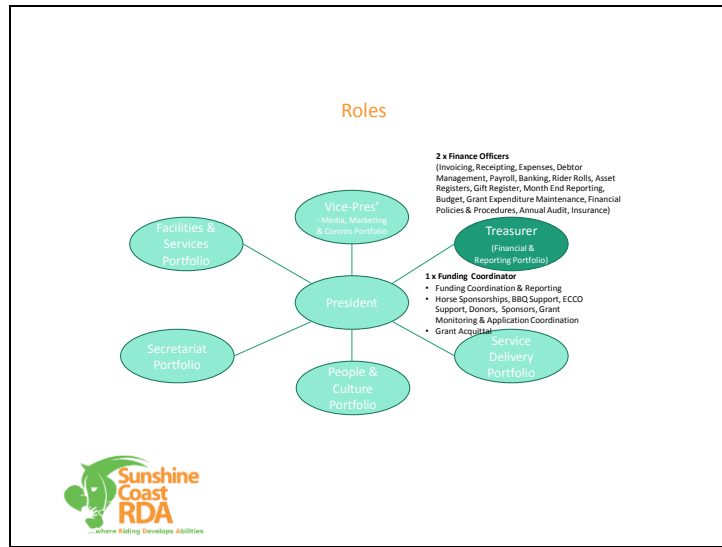 Roles
2 x Finance Officers
(Invoicing, Receipting, Expenses, Debtor
Management, Payroll, Banking, Rider Rolls, Asset
Registers, Gift Register, Month End Reporting,
Budget, Grant Expenditure Maintenance, Financial
Policies & Procedures, Annual Audit, Insurance)
Vice-Pres’
- Media, Marketing
& Comms Portfolio
Facilities &
Services
Portfolio
Treasurer
(Financial &
Reporting Portfolio)
1 x Funding Coordinator
• Funding Coordination & Reporting
• Horse Sponsorships, BBQ Support, ECCO
Support, Donors, Sponsors, Grant
Monitoring & Application Coordination
• Grant Acquittal
President
Secretariat
Portfolio
People &
Culture
Portfolio
Service
Delivery
Portfolio
Sunshine
Coast
RDA
...where Riding Develops Abilities